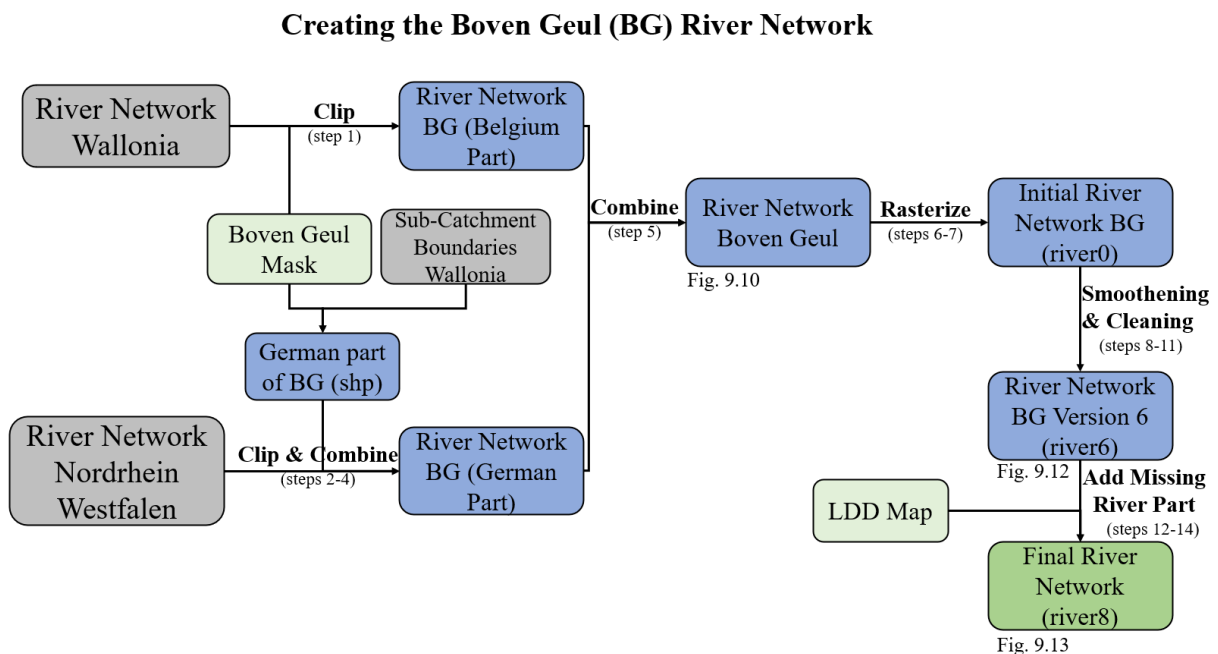 Creating the Boven Geul (BG) River Network
River Network
Wallonia
Clip
(step 1)
River Network
BG (Belgium
Part)
Boven Geul
Mask
Sub-Catchment
Boundaries
Wallonia
German part
of BG (shp)
River Network
Nordrhein
Westfalen
Clip & Combine
(steps 2-4)
River Network
BG (German
Part)
Combine
(step 5)
River Network
Boven Geul
Fig. 9.10
Rasterize
(steps 6-7)
Initial River
Network BG
(river0)
Smoothening
& Cleaning
(steps 8-11)
River Network
BG Version 6
(river6)
Fig. 9.12
Add Missing
River Part
(steps 12-14)
LDD Map
Final River
Network
(river8)
Fig. 9.13